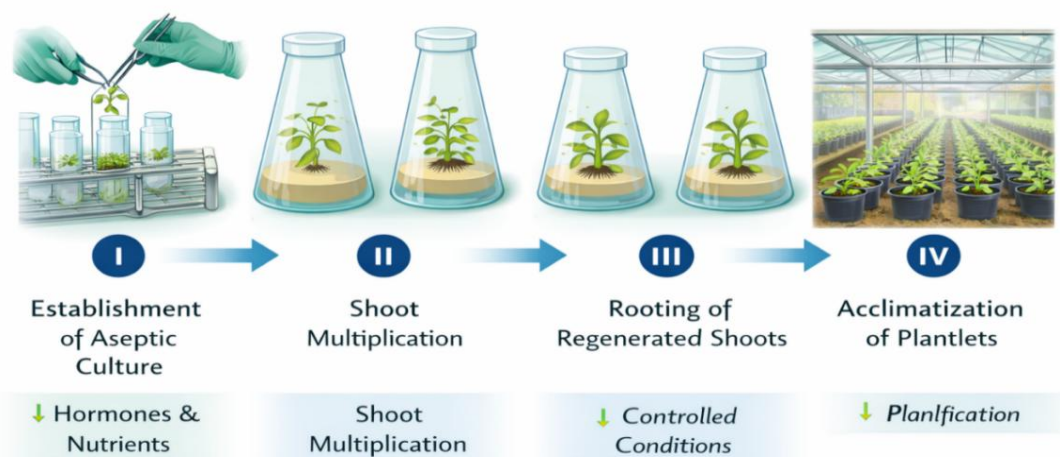 I
II
III
IV
Establishment
of Aseptic
Culture
Shoot
Multiplication
Rooting of
Regenerated Shoots
Acclimatization
of Plantlets
↓ Hormones &
Nutrients
Shoot
Multiplication
↓ Controlled
Conditions
↓ Planlfication